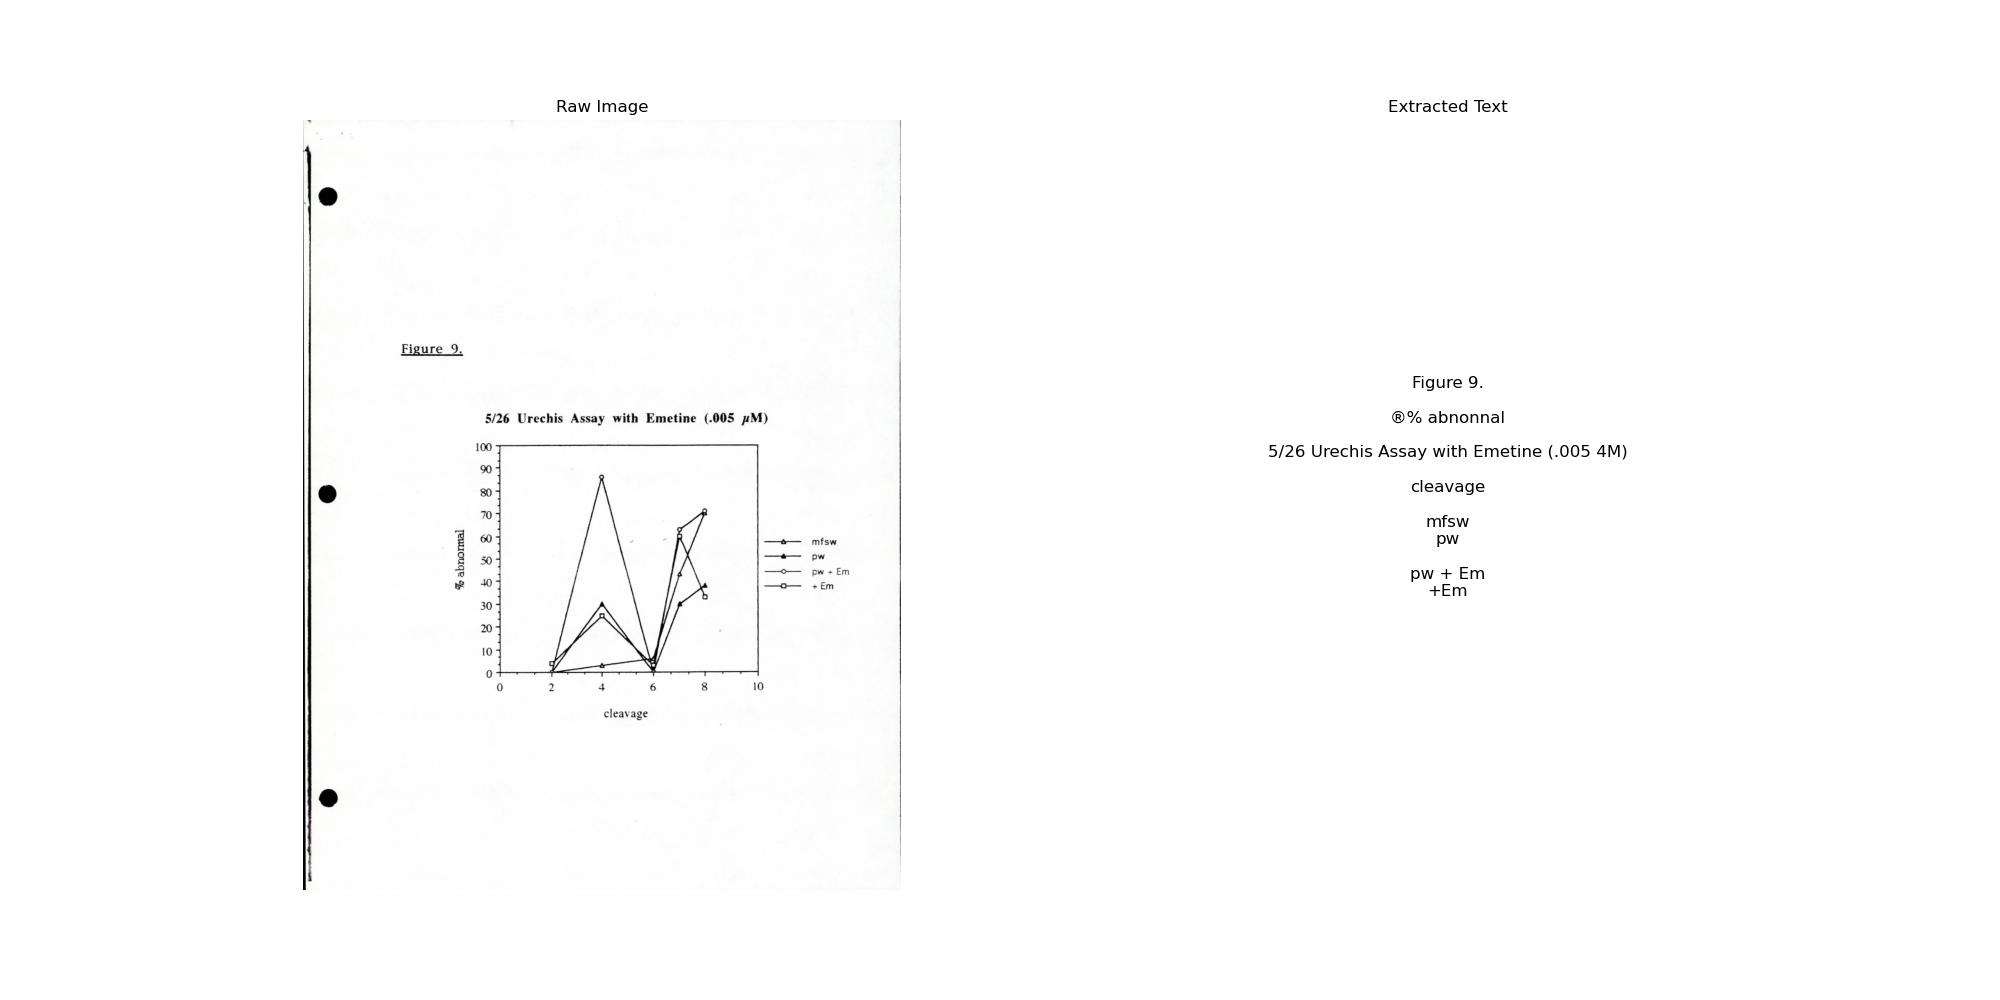 Raw Image
Extracted Text
Figure 9.
5/26 Urechis Assay with Emetine (.005 µM)
100
90
80
70
60
50
40
30
20
10
0
% abnormal
0 2 4 6 8 10
cleavage
mfsw
pw
pw + Em
+ Em
Figure 9.
®% abnonnal
5/26 Urechis Assay with Emetine (.005 4M)
cleavage
mfsw
pw
pw + Em
+Em